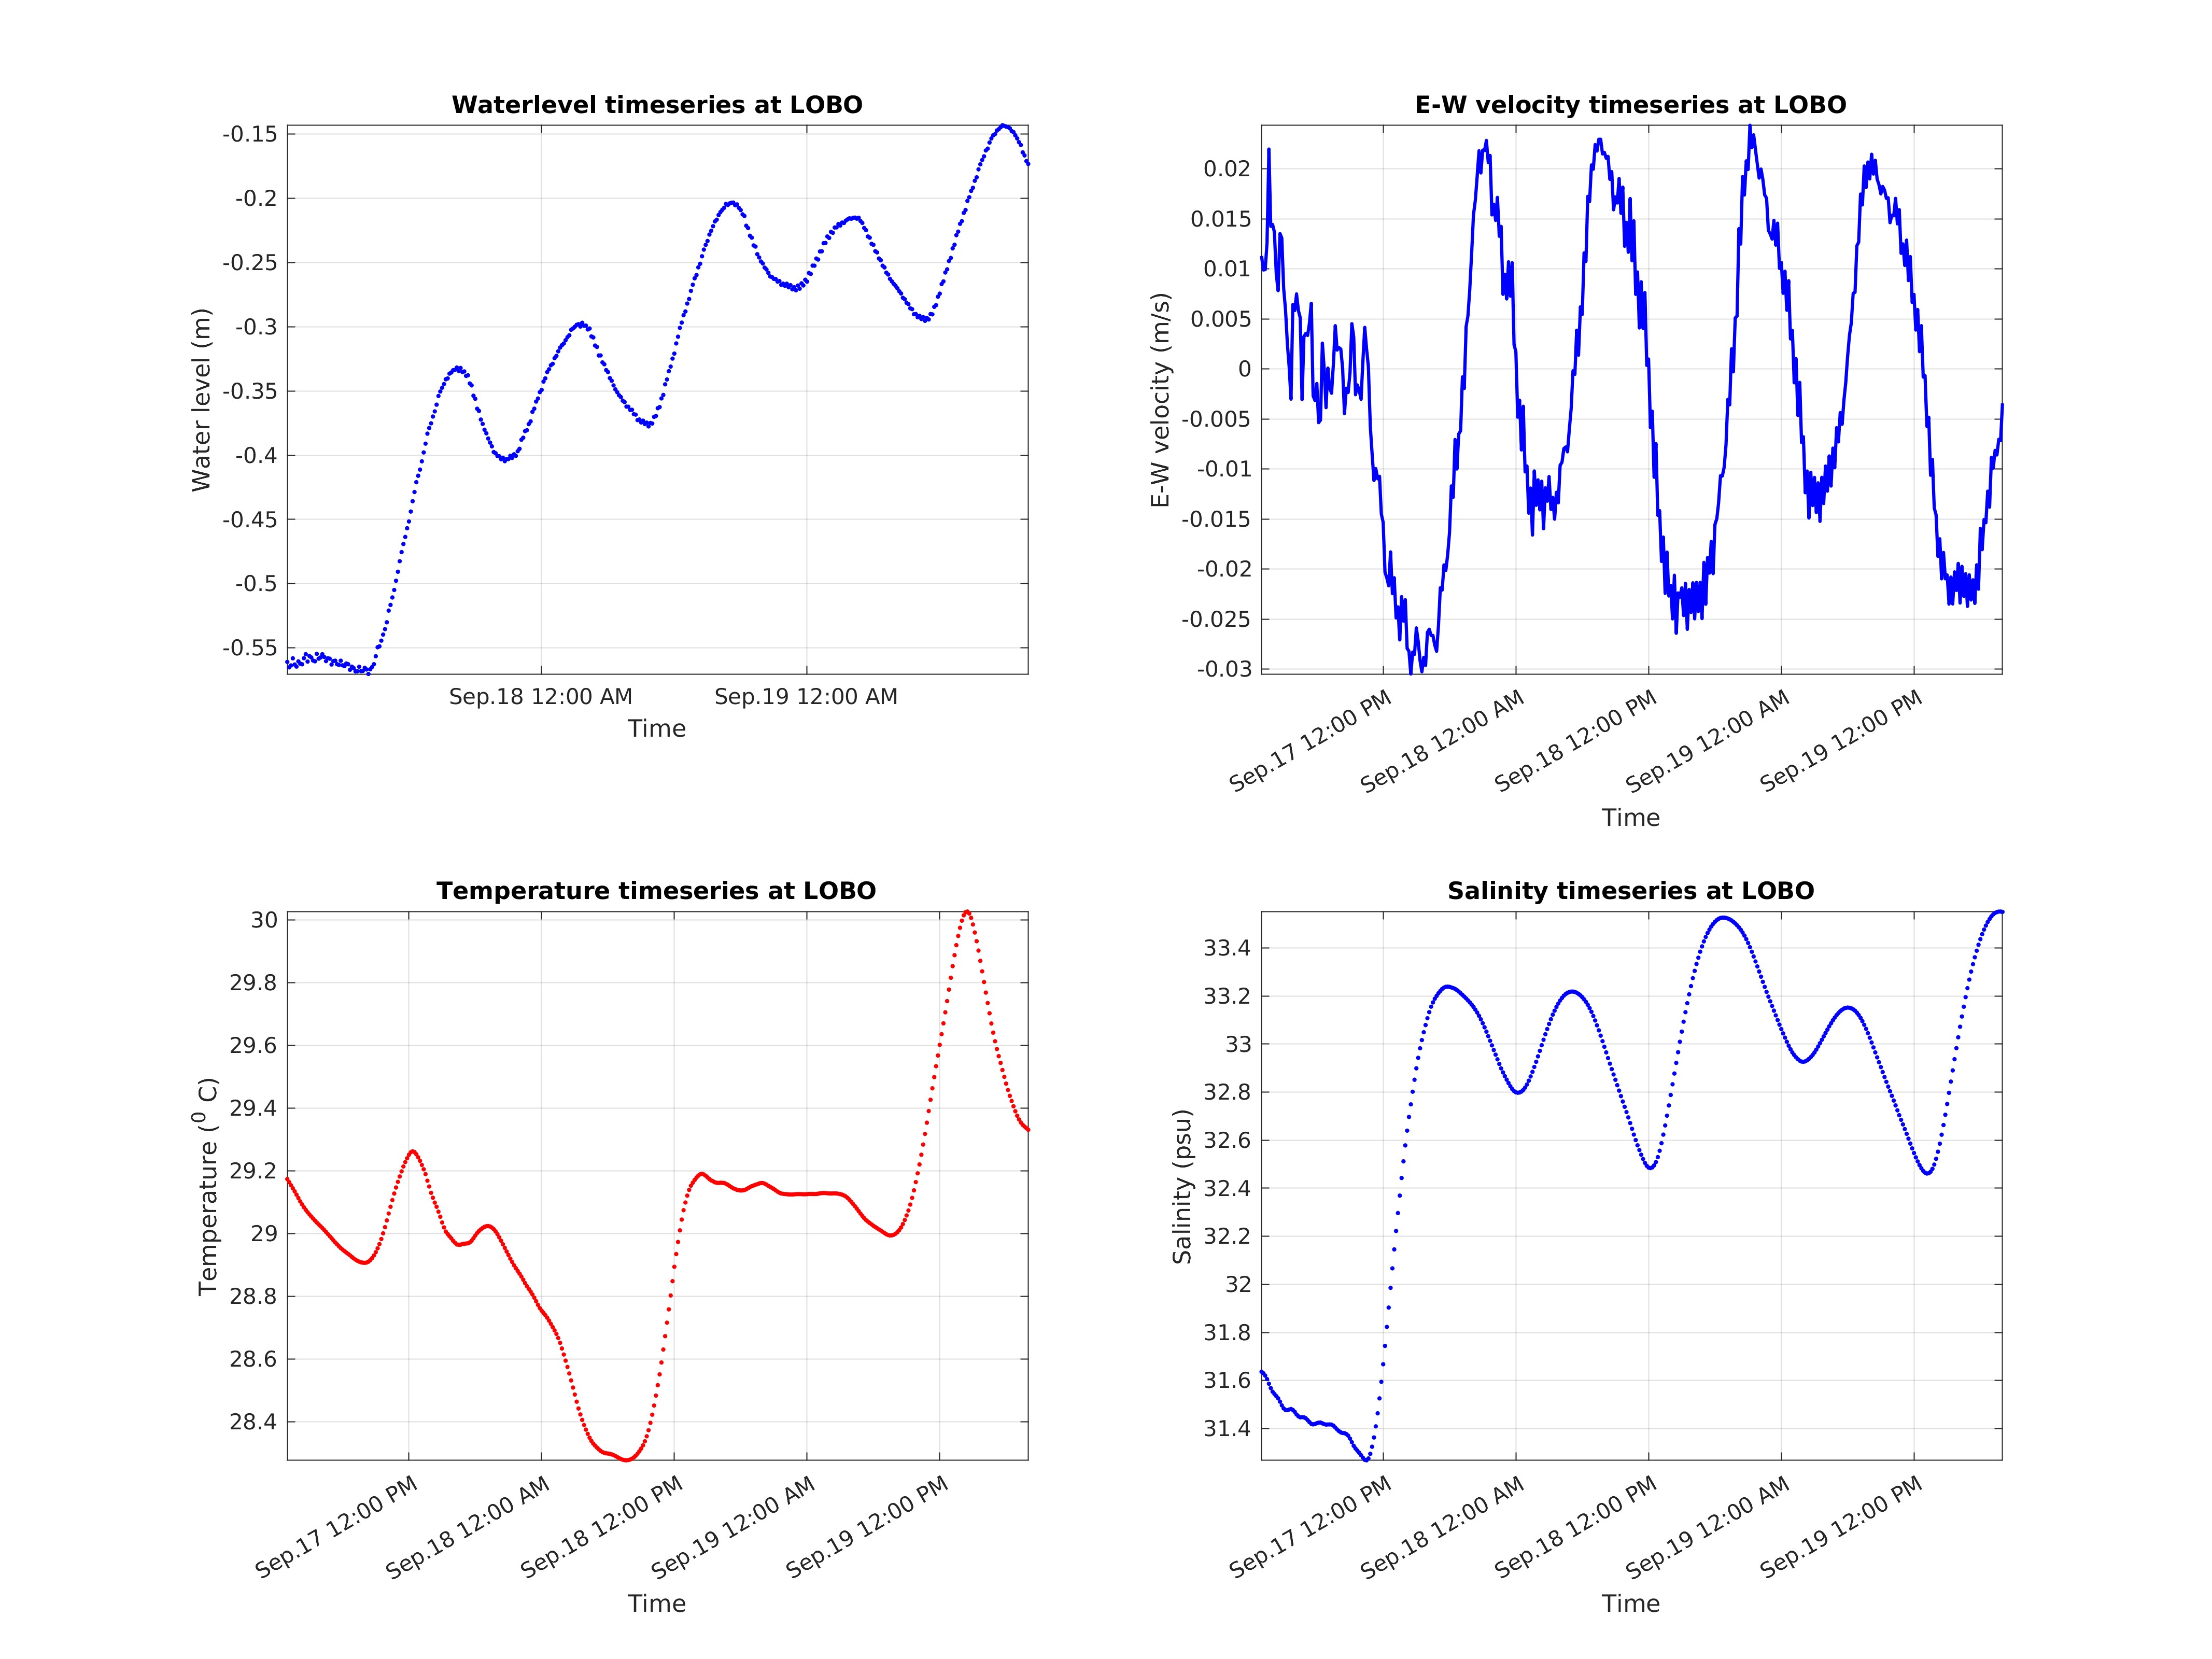 Waterlevel timeseries at LOBO
-0.15
-0.2
-0.25
-0.3
-0.35
-0.4
-0.45
-0.5
-0.55
Water level (m)
Sep.18 12:00 AM
Sep.19 12:00 AM
Time
E-W velocity timeseries at LOBO
0.02
0.015
0.01
0.005
0
-0.005
-0.01
-0.015
-0.02
-0.025
-0.03
E-W velocity (m/s)
Sep.17 12:00 PM
Sep.18 12:00 AM
Sep.18 12:00 PM
Sep.19 12:00 AM
Sep.19 12:00 PM
Time
Temperature timeseries at LOBO
30
29.8
29.6
29.4
29.2
29
28.8
28.6
28.4
Temperature (⁰ C)
Sep.17 12:00 PM
Sep.18 12:00 AM
Sep.18 12:00 PM
Sep.19 12:00 AM
Sep.19 12:00 PM
Time
Salinity timeseries at LOBO
33.4
33.2
33
32.8
32.6
32.4
32.2
32
31.8
31.6
31.4
Salinity (psu)
Sep.17 12:00 PM
Sep.18 12:00 AM
Sep.18 12:00 PM
Sep.19 12:00 AM
Sep.19 12:00 PM
Time